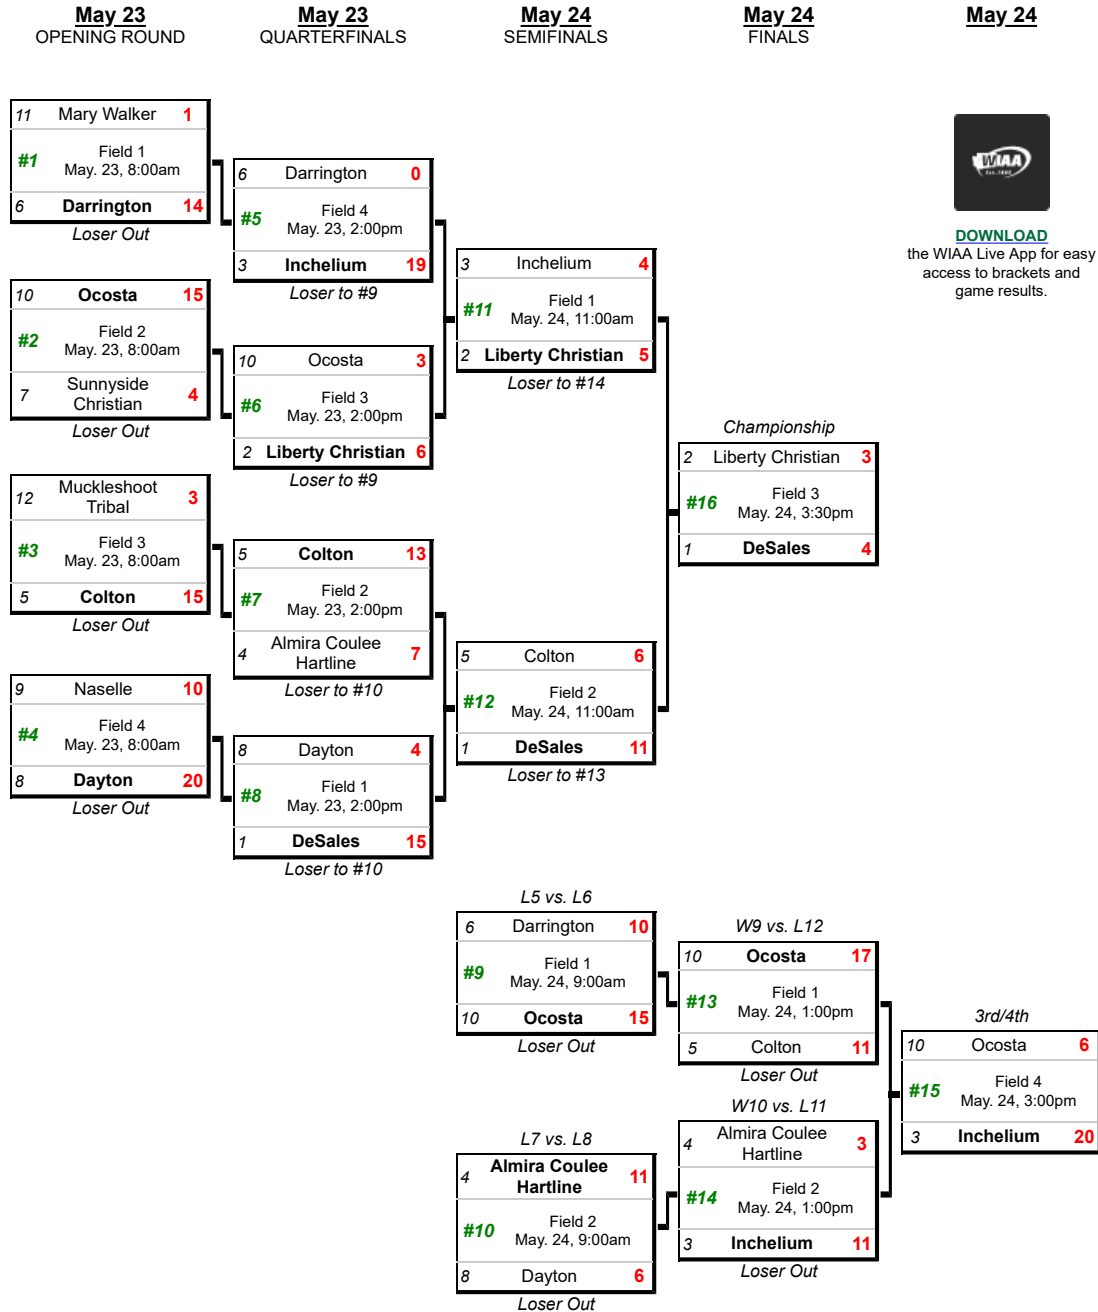 May 23
OPENING ROUND
May 23
QUARTERFINALS
May 24
SEMIFINALS
May 24
FINALS
May 24
11 Mary Walker 1
#1
Field 1
May. 23, 8:00am
6 Darrington 14
Loser Out
10 Ocosta 15
#2
Field 2
May. 23, 8:00am
7
Sunnyside
Christian
4
Loser Out
12
Muckleshoot
Tribal
3
#3
Field 3
May. 23, 8:00am
5 Colton 15
Loser Out
9 Naselle 10
#4
Field 4
May. 23, 8:00am
8 Dayton 20
Loser Out
6 Darrington 0
#5
Field 4
May. 23, 2:00pm
3 Inchelium 19
Loser to #9
10 Ocosta 3
#6
Field 3
May. 23, 2:00pm
2 Liberty Christian 6
Loser to #9
5 Colton 13
#7
Field 2
May. 23, 2:00pm
4
Almira Coulee
Hartline
7
Loser to #10
8 Dayton 4
#8
Field 1
May. 23, 2:00pm
1 DeSales 15
Loser to #10
3 Inchelium 4
#11
Field 1
May. 24, 11:00am
2 Liberty Christian 5
Loser to #14
5 Colton 6
#12
Field 2
May. 24, 11:00am
1 DeSales 11
Loser to #13
Championship
2 Liberty Christian 3
#16
Field 3
May. 24, 3:30pm
1 DeSales 4
WIAA
DOWNLOAD
the WIAA Live App for easy
access to brackets and
game results.
L5 vs. L6
6 Darrington 10
#9
Field 1
May. 24, 9:00am
10 Ocosta 15
Loser Out
L7 vs. L8
4
Almira Coulee
Hartline
11
#10
Field 2
May. 24, 9:00am
8 Dayton 6
Loser Out
W9 vs. L12
10 Ocosta 17
#13
Field 1
May. 24, 1:00pm
5 Colton 11
Loser Out
W10 vs. L11
4
Almira Coulee
Hartline
3
#14
Field 2
May. 24, 1:00pm
3 Inchelium 11
Loser Out
3rd/4th
10 Ocosta 6
#15
Field 4
May. 24, 3:00pm
3 Inchelium 20